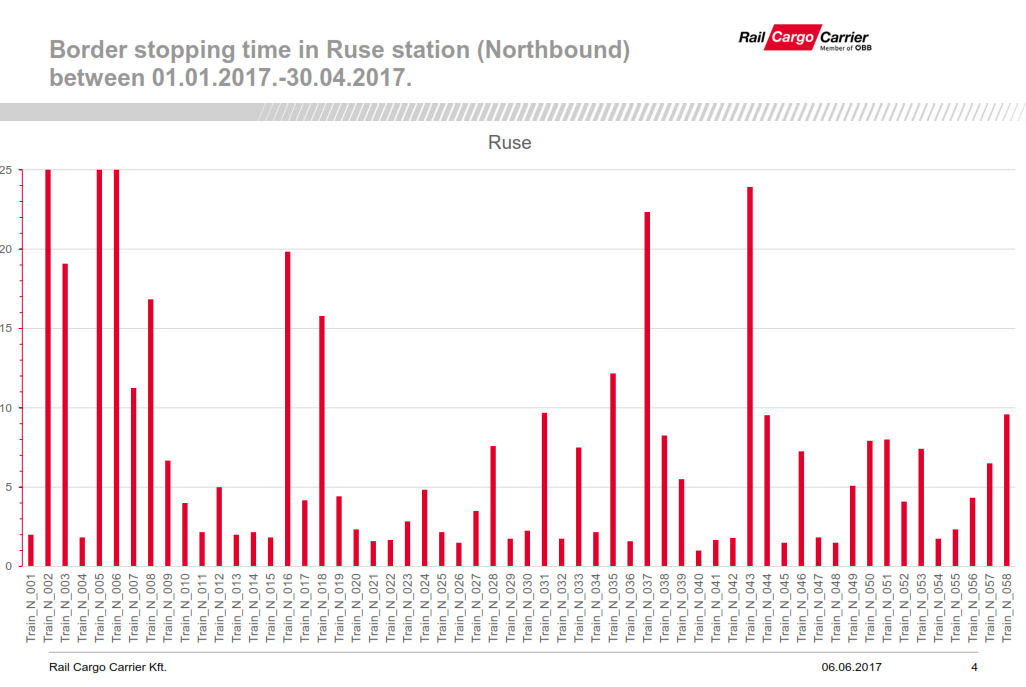 Border stopping time in Ruse station (Northbound)
between 01.01.2017.-30.04.2017.
Rail Cargo Carrier
Member of ÖBB
Ruse
25
20
15
10
5
0
Train_N_001
Train_N_002
Train_N_003
Train_N_004
Train_N_005
Train_N_006
Train_N_007
Train_N_008
Train_N_009
Train_N_010
Train_N_011
Train_N_012
Train_N_013
Train_N_014
Train_N_015
Train_N_016
Train_N_017
Train_N_018
Train_N_019
Train_N_020
Train_N_021
Train_N_022
Train_N_023
Train_N_024
Train_N_025
Train_N_026
Train_N_027
Train_N_028
Train_N_029
Train_N_030
Train_N_031
Train_N_032
Train_N_033
Train_N_034
Train_N_035
Train_N_036
Train_N_037
Train_N_038
Train_N_039
Train_N_040
Train_N_041
Train_N_042
Train_N_043
Train_N_044
Train_N_045
Train_N_046
Train_N_047
Train_N_048
Train_N_049
Train_N_050
Train_N_051
Train_N_052
Train_N_053
Train_N_054
Train_N_055
Train_N_056
Train_N_057
Train_N_058
Rail Cargo Carrier Kft.
06.06.2017
4